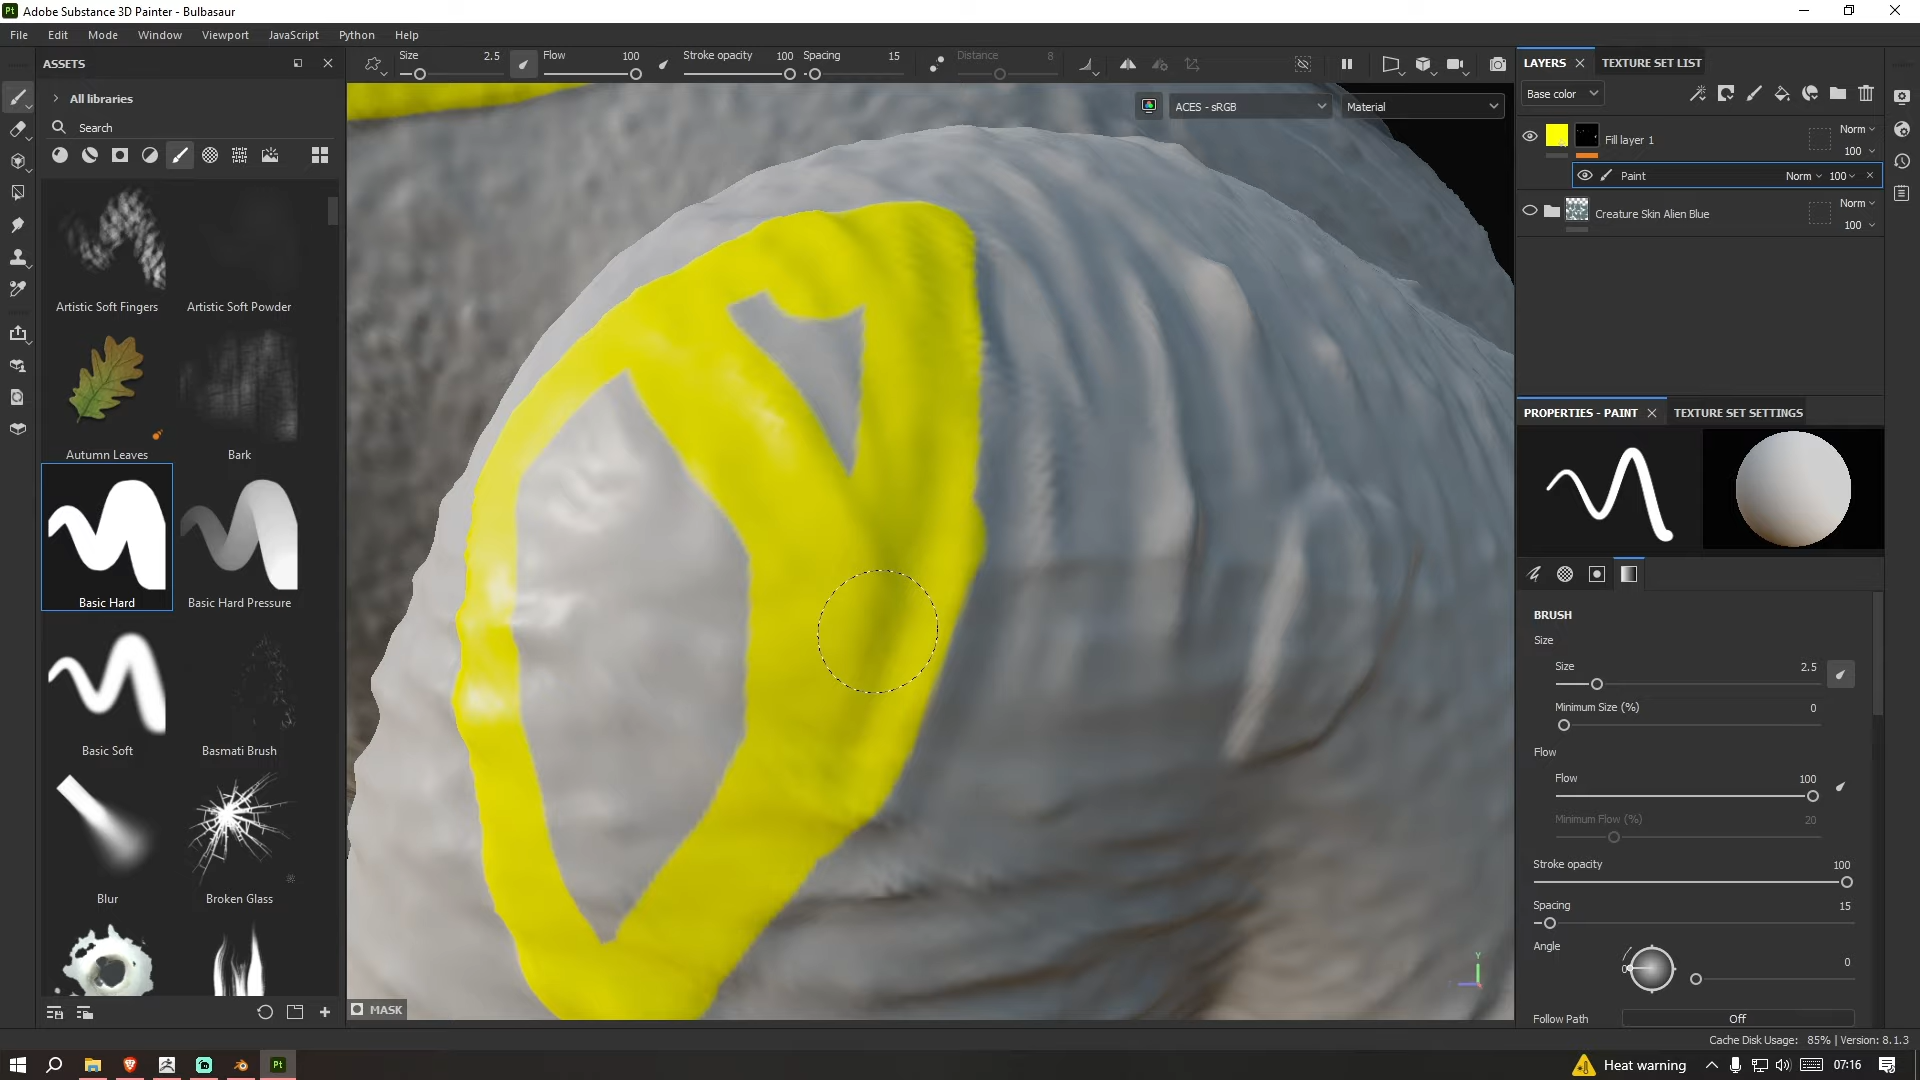 Adobe Substance 3D Painter - Bulbasaur
File Edit Mode Window Viewport JavaScript Python Help
ASSETS
All libraries
Search
Artistic Soft Fingers
Artistic Soft Powder
Autumn Leaves
Bark
Basic Hard
Basic Hard Pressure
Basic Soft
Basmati Brush
Blur
Broken Glass
Size 2.5
Flow 100
Stroke opacity 100
Spacing 15
Distance 8
ACES - sRGB
Material
MASK
Y
LAYERS
TEXTURE SET LIST
Base color
Fill layer 1
Norm
100
Paint
Norm 100
Creature Skin Alien Blue
Norm
100
PROPERTIES - PAINT
TEXTURE SET SETTINGS
BRUSH
Size
Size 2.5
Minimum Size (%) 0
Flow
Flow 100
Minimum Flow (%) 20
Stroke opacity 100
Spacing 15
Angle
0
0
Follow Path Off
Cache Disk Usage: 85% | Version: 8.1.3
Pt
Heat warning
07:16